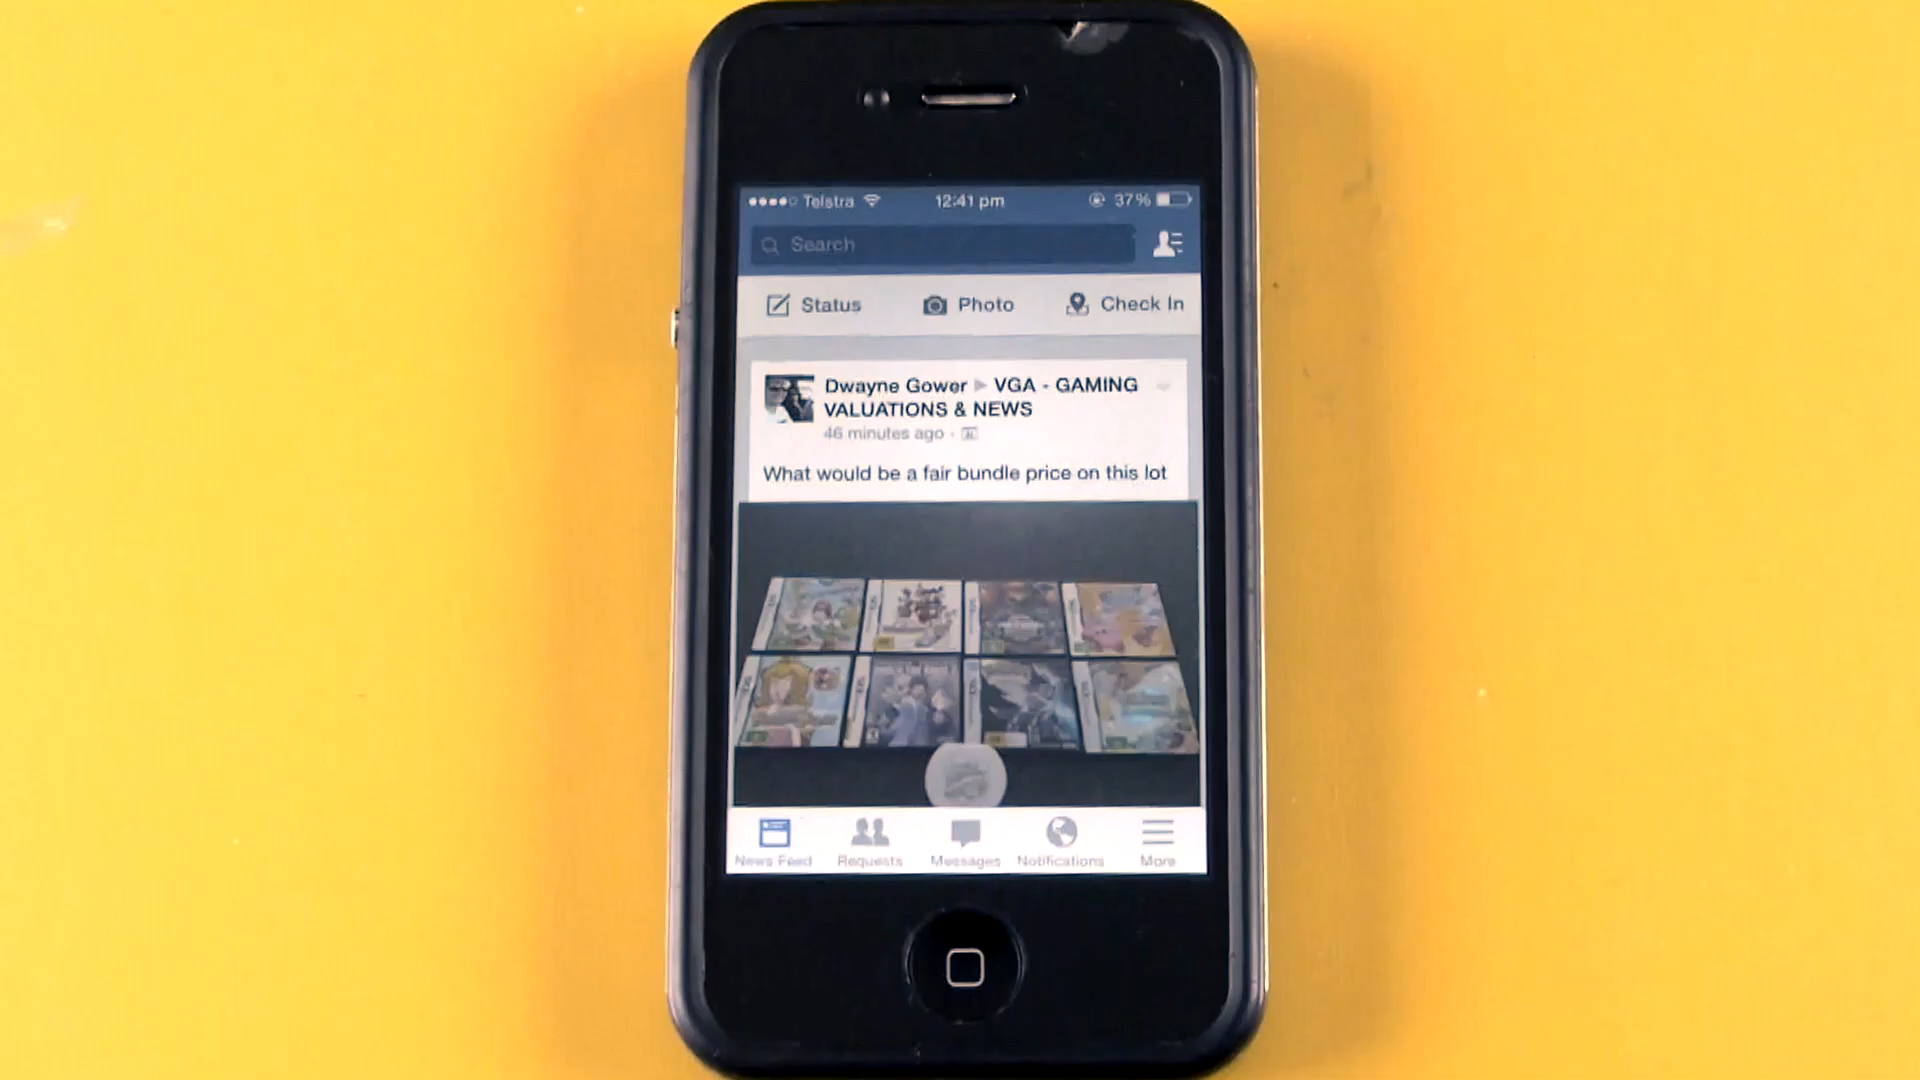 Telstra 12:41 pm 37%
Search
Status Photo Check In
Dwayne Gower ▶ VGA - GAMING
VALUATIONS & NEWS
46 minutes ago
What would be a fair bundle price on this lot
News Feed Requests Messages Notifications More